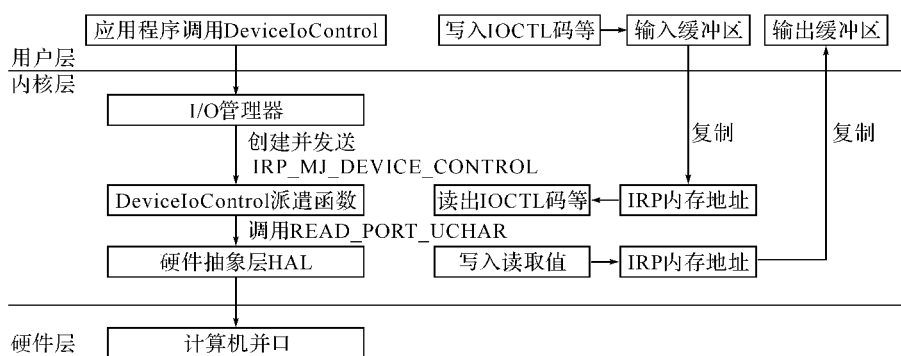 应用程序调用DeviceIoControl
写入IOCTL码等
输入缓冲区
输出缓冲区
用户层
内核层
I/O管理器
创建并发送
IRP_MJ_DEVICE_CONTROL
复制
复制
DeviceIoControl派遣函数
读出IOCTL码等
IRP内存地址
调用READ_PORT_UCHAR
硬件抽象层HAL
写入读取值
IRP内存地址
硬件层
计算机并口